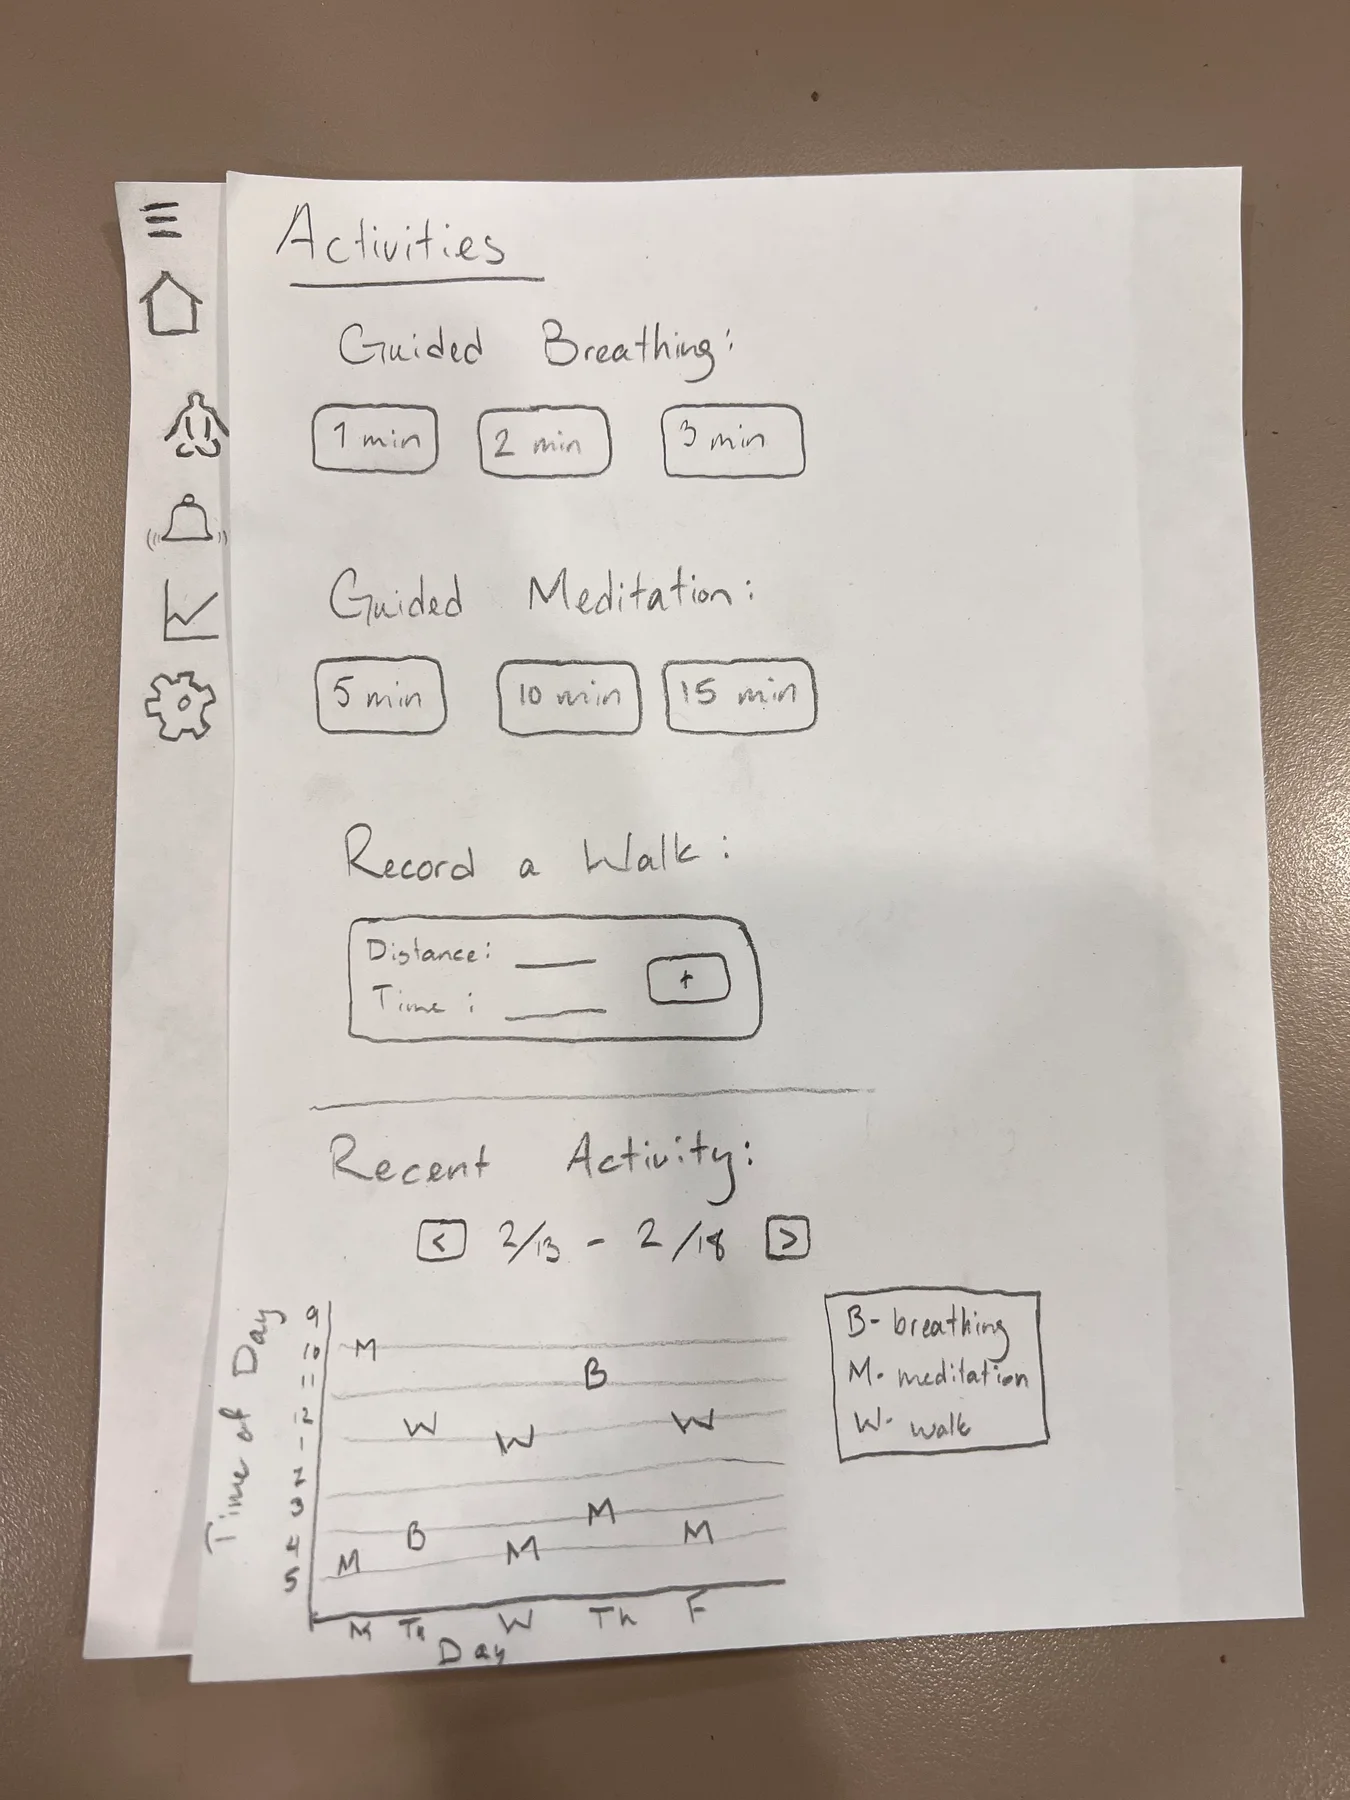 Activities
Guided Breathing:
1 min 2 min 3 min
Guided Meditation:
5 min 10 min 15 min
Record a Walk:
Distance:
+
Time:
Recent Activity:
< 2/13 - 2/18 >
Time of Day
9
10
11
12
1
2
3
4
5
M
B
W W W
M
B M M
M
M Tu W Th F
Day
B- breathing
M- meditation
W- walk